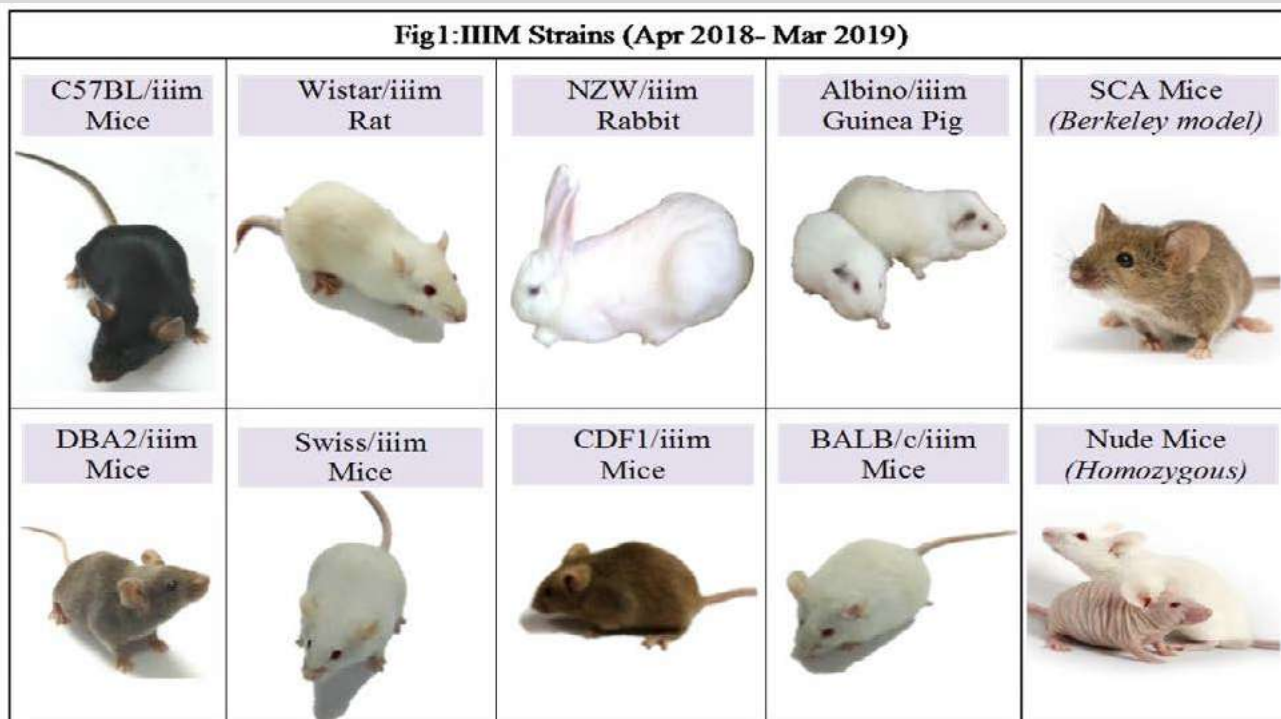 Fig1:IIIM Strains (Apr 2018- Mar 2019)
C57BL/iiim
Mice
Wistar/iiim
Rat
NZW/iiim
Rabbit
Albino/iiim
Guinea Pig
SCA Mice
(Berkeley model)
DBA2/iiim
Mice
Swiss/iiim
Mice
CDF1/iiim
Mice
BALB/c/iiim
Mice
Nude Mice
(Homozygous)